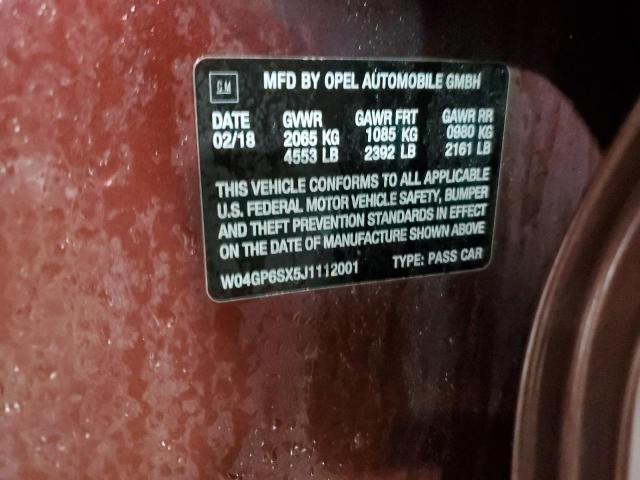 GM
MFD BY OPEL AUTOMOBILE GMBH
DATE GVWR GAWR FRT GAWR RR
02/18 2065 KG 1085 KG 0980 KG
4553 LB 2392 LB 2161 LB
THIS VEHICLE CONFORMS TO ALL APPLICABLE
U.S. FEDERAL MOTOR VEHICLE SAFETY, BUMPER
AND THEFT PREVENTION STANDARDS IN EFFECT
ON THE DATE OF MANUFACTURE SHOWN ABOVE
W04GP6SX5J1112001 TYPE: PASS CAR